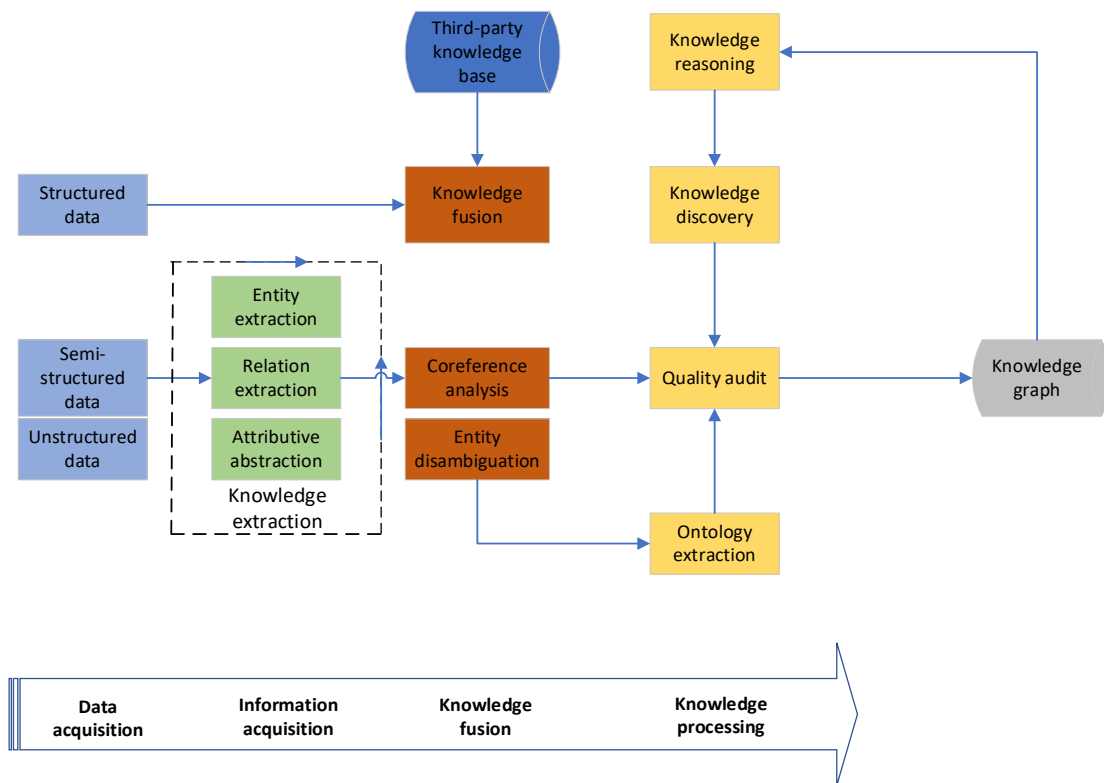 Third-party
knowledge
base
Knowledge
reasoning
Structured
data
Knowledge
fusion
Knowledge
discovery
Entity
extraction
Semi-
structured
data
Relation
extraction
Coreference
analysis
Quality audit
Knowledge
graph
Unstructured
data
Attributive
abstraction
Entity
disambiguation
Knowledge
extraction
Ontology
extraction
Data
acquisition
Information
acquisition
Knowledge
fusion
Knowledge
processing